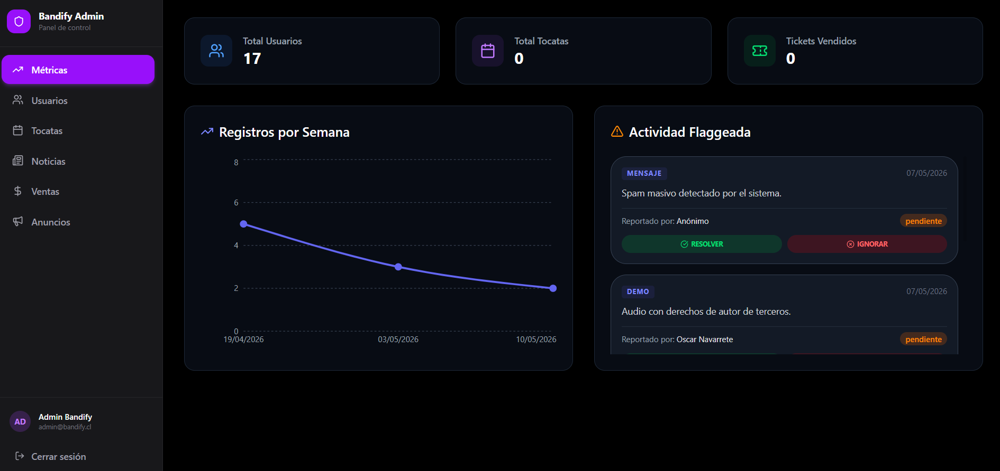 Bandify Admin
Panel de control
Métricas
Usuarios
Tocatas
Noticias
Ventas
Anuncios
AD
Admin Bandify
admin@bandify.cl
Cerrar sesión
Total Usuarios
17
Total Tocatas
0
Tickets Vendidos
0
Registros por Semana
8
6
4
2
0
19/04/2026
03/05/2026
10/05/2026
Actividad Flaggeada
MENSAJE
07/05/2026
Spam masivo detectado por el sistema.
Reportado por: Anónimo
pendiente
RESOLVER
IGNORAR
DEMO
07/05/2026
Audio con derechos de autor de terceros.
Reportado por: Oscar Navarrete
pendiente